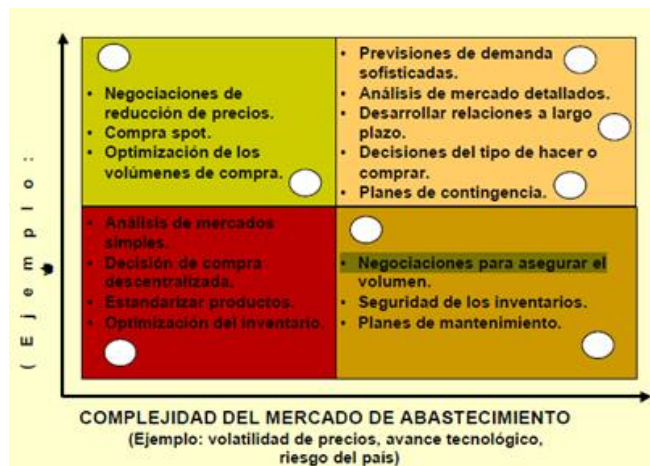 • Negociaciones de
reducción de precios.
• Compra spot.
• Optimización de los
volúmenes de compra.
• Previsiones de demanda
sofisticadas.
• Análisis de mercado detallados.
• Desarrollar relaciones a largo
plazo.
• Decisiones del tipo de hacer o
comprar.
• Planes de contingencia.
• Análisis de mercados
simples.
• Decisión de compra
descentralizada.
• Estandarizar productos.
• Optimización del inventario.
• Negociaciones para asegurar el
volumen.
• Seguridad de los inventarios.
• Planes de mantenimiento.
(Ejemplo:
COMPLEJIDAD DEL MERCADO DE ABASTECIMIENTO
(Ejemplo: volatilidad de precios, avance tecnológico,
riesgo del país)